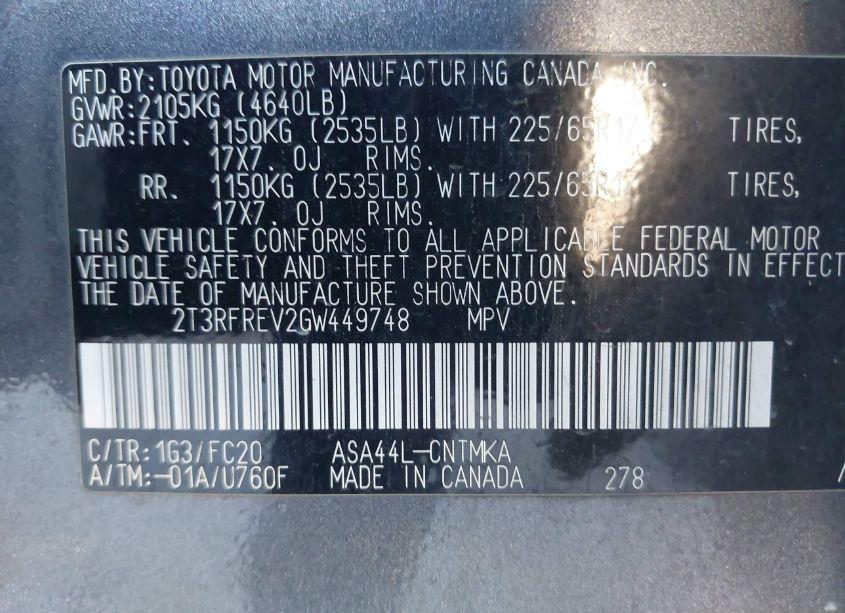 MFD. BY: TOYOTA MOTOR MANUFACTURING CANADA INC.
GVWR: 2105KG (4640LB)
GAWR: FRT. 1150KG (2535LB) WITH 225/65R17 TIRES,
17X7. 0J RIMS.
RR. 1150KG (2535LB) WITH 225/65R17 TIRES,
17X7. 0J RIMS.
THIS VEHICLE CONFORMS TO ALL APPLICABLE FEDERAL MOTOR
VEHICLE SAFETY AND THEFT PREVENTION STANDARDS IN EFFECT
THE DATE OF MANUFACTURE SHOWN ABOVE.
2T3RFREV2GW449748 MPV
C/TR: 1G3/FC20 ASA44L-CNTMKA
A/TM: -01A/U760F MADE IN CANADA 278